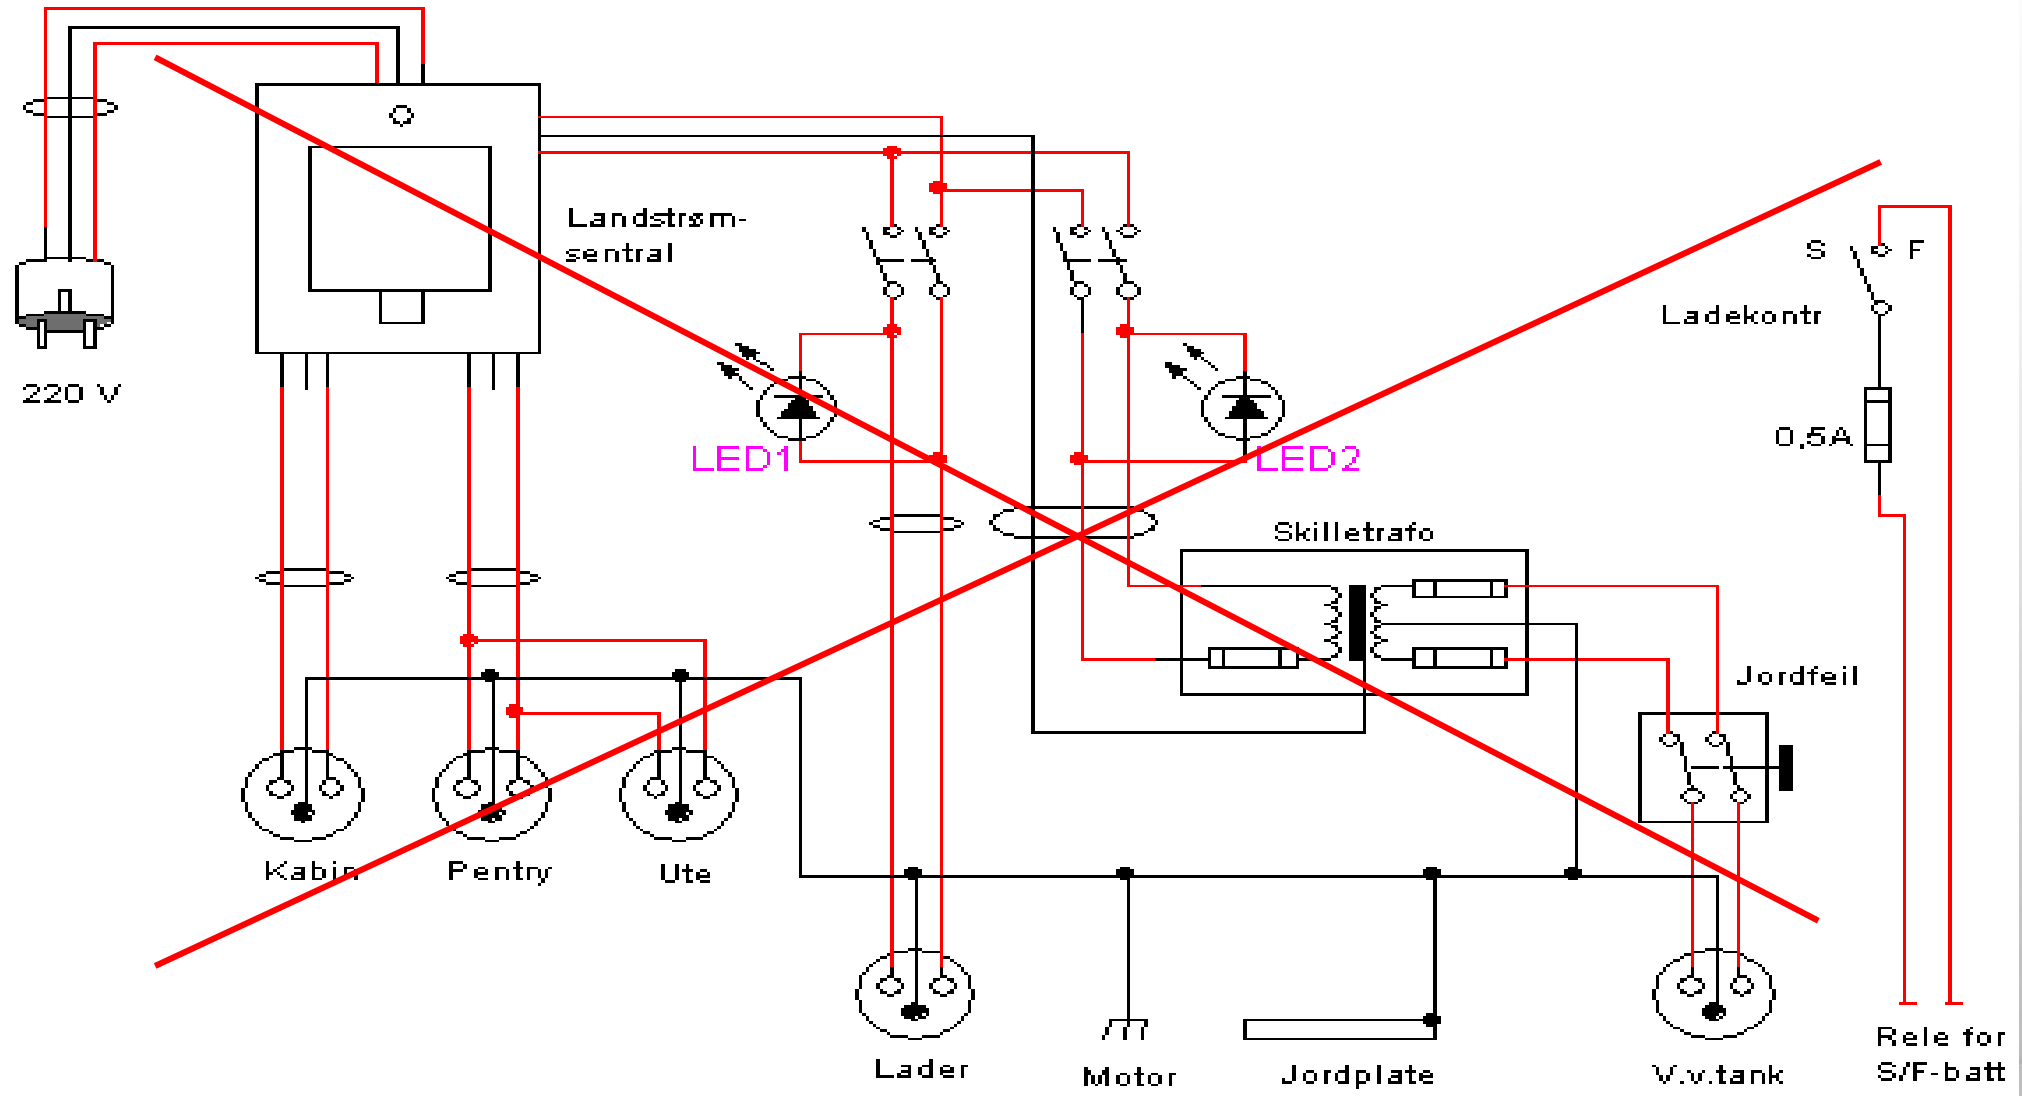 Landstrøm-
sentral
220 V
LED1
LED2
S F
Ladekontr
0,5A
Skilletrafo
Jordfeil
Kabin
Pentry
Ute
Lader
Motor
Jordplate
V.v.tank
Rele for
S/F-batt